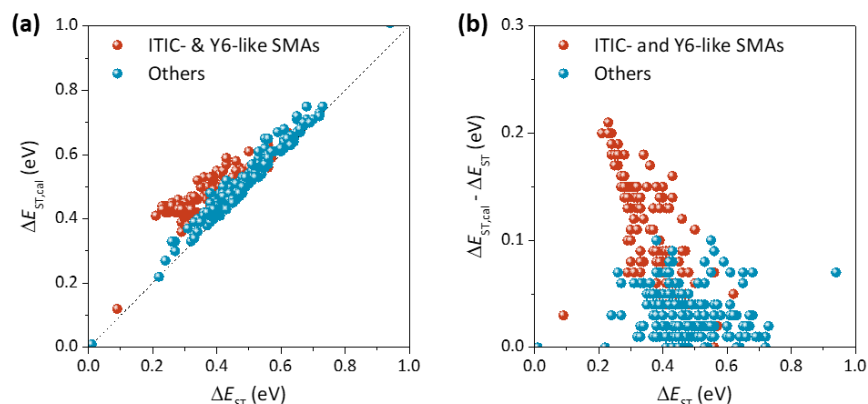 (a)
ITIC- & Y6-like SMAs
Others
1.0
0.8
0.6
0.4
0.2
0.0
0.0 0.2 0.4 0.6 0.8 1.0
ΔE_ST,cal (eV)
ΔE_ST (eV)
(b)
ITIC- and Y6-like SMAs
Others
0.3
0.2
0.1
0.0
0.0 0.2 0.4 0.6 0.8 1.0
ΔE_ST,cal - ΔE_ST (eV)
ΔE_ST (eV)